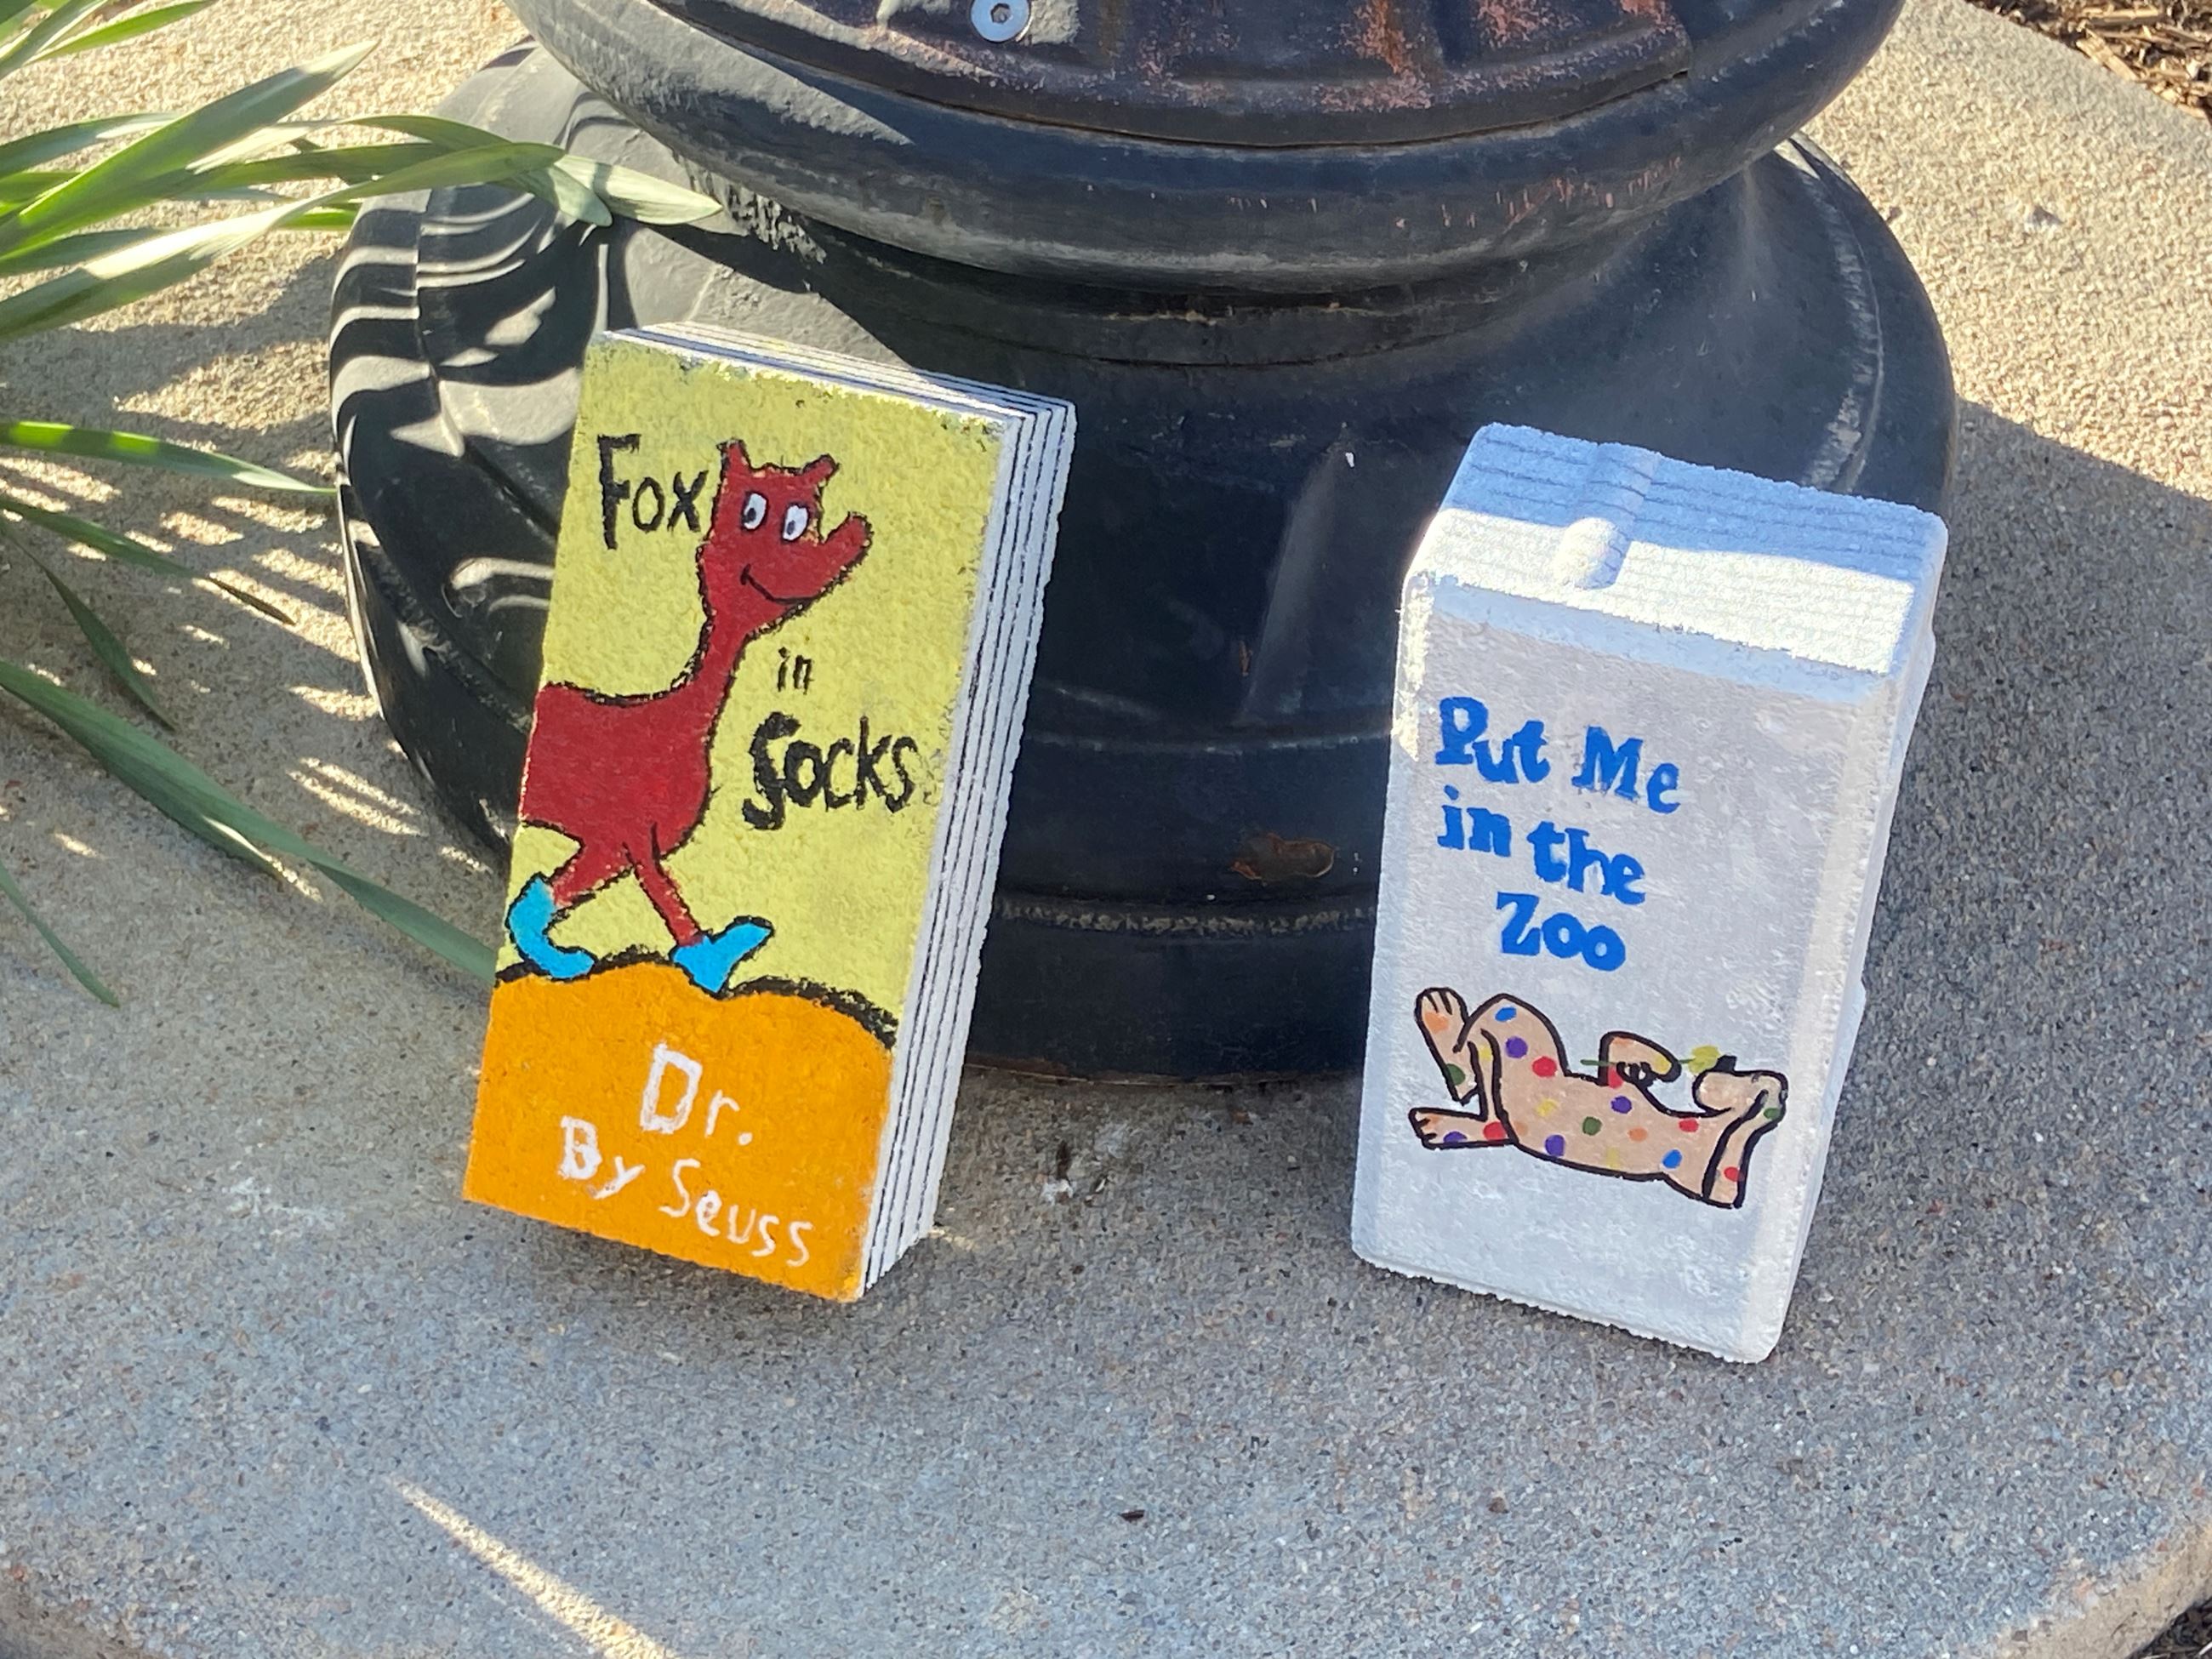 Fox
in
Socks
Dr.
By Seuss
Put Me
in the
Zoo